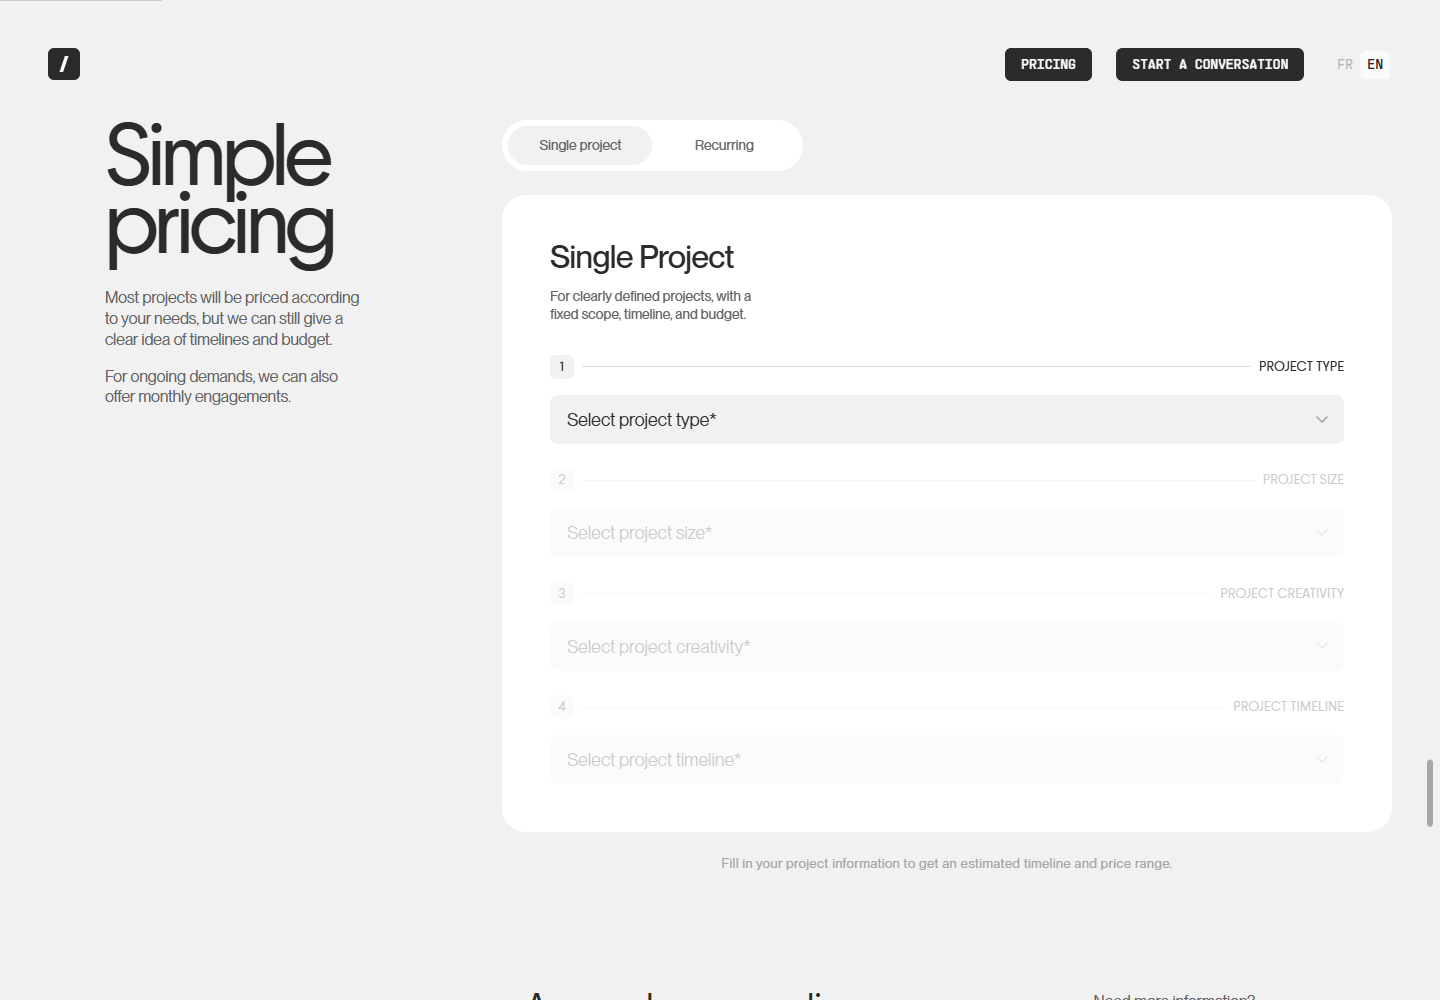 /
PRICING
START A CONVERSATION
FR
EN
Simple
pricing
Most projects will be priced according
to your needs, but we can still give a
clear idea of timelines and budget.
For ongoing demands, we can also
offer monthly engagements.
Single project
Recurring
Single Project
For clearly defined projects, with a
fixed scope, timeline, and budget.
1
PROJECT TYPE
Select project type*
2
PROJECT SIZE
Select project size*
3
PROJECT CREATIVITY
Select project creativity*
4
PROJECT TIMELINE
Select project timeline*
Fill in your project information to get an estimated timeline and price range.
Need more information?